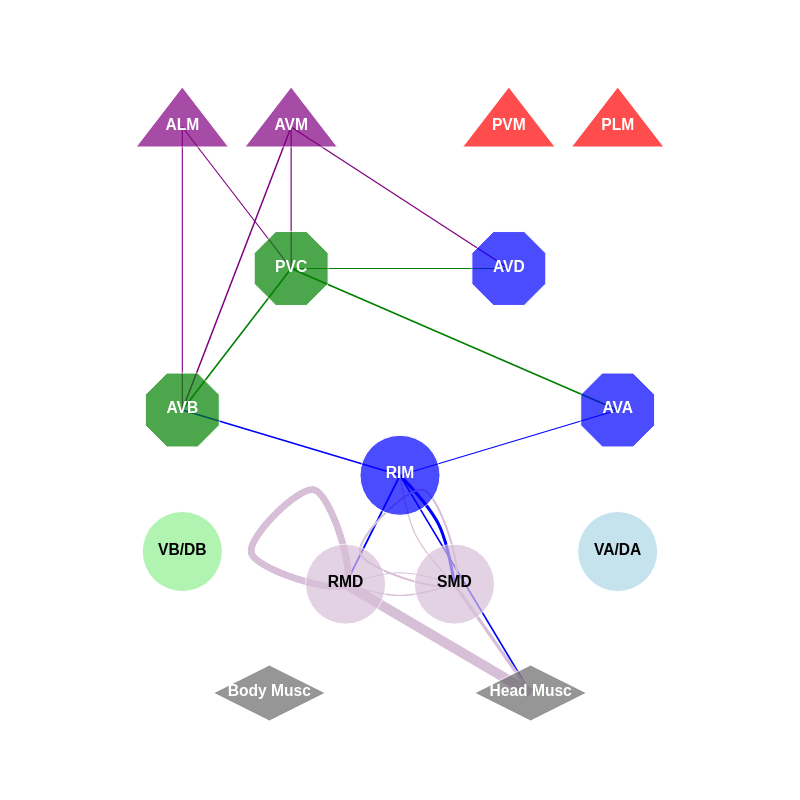 ALM
AVM
PVM
PLM
PVC
AVD
AVB
AVA
RIM
VB/DB
VA/DA
RMD
SMD
Body Musc
Head Musc